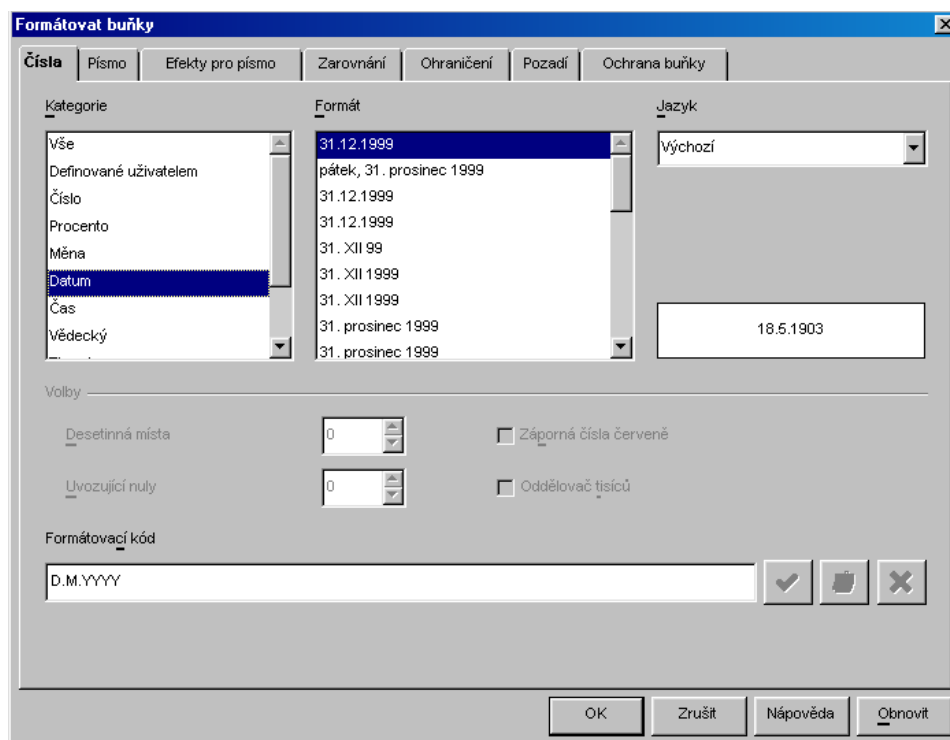 Formátovat buňky
Čísla Písmo Efekty pro písmo Zarovnání Ohraničení Pozadí Ochrana buňky
Kategorie
Vše
Definované uživatelem
Číslo
Procento
Měna
Datum
Čas
Vědecký
Formát
31.12.1999
pátek, 31. prosinec 1999
31.12.1999
31.12.1999
31. XII 99
31. XII 1999
31. XII 1999
31. prosinec 1999
31. prosinec 1999
Jazyk
Výchozí
18.5.1903
Volby
Desetinná místa 0 Záporná čísla červeně
Uvozující nuly 0 Oddělovač tisíců
Formátovací kód
D.M.YYYY
OK Zrušit Nápověda Obnovit